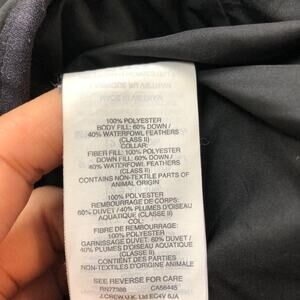 100% POLYESTER
BODY FILL: 60% DOWN /
40% WATERFOWL FEATHERS
(CLASS II)
COLLAR:
FIBER FILL: 100% POLYESTER
DOWN FILL: 60% DOWN /
40% WATERFOWL FEATHERS
(CLASS II)
CONTAINS NON-TEXTILE PARTS OF
ANIMAL ORIGIN
100% POLYESTER
REMBOURRAGE DE CORPS:
60% DUVET / 40% PLUMES D'OISEAU
AQUATIQUE (CLASSE II)
COL:
FIBRE DE REMBOURRAGE:
100% POLYESTER
GARNISSAGE DUVET: 60% DUVET /
40% PLUMES D'OISEAU AQUATIQUE
(CLASSE II)
CONTIENT DES PARTIES
NON-TEXTILES D'ORIGINE ANIMALE
SEE REVERSE FOR CARE
RN77388 CA56445
J.CREW U.K. Ltd EC4V 6JA